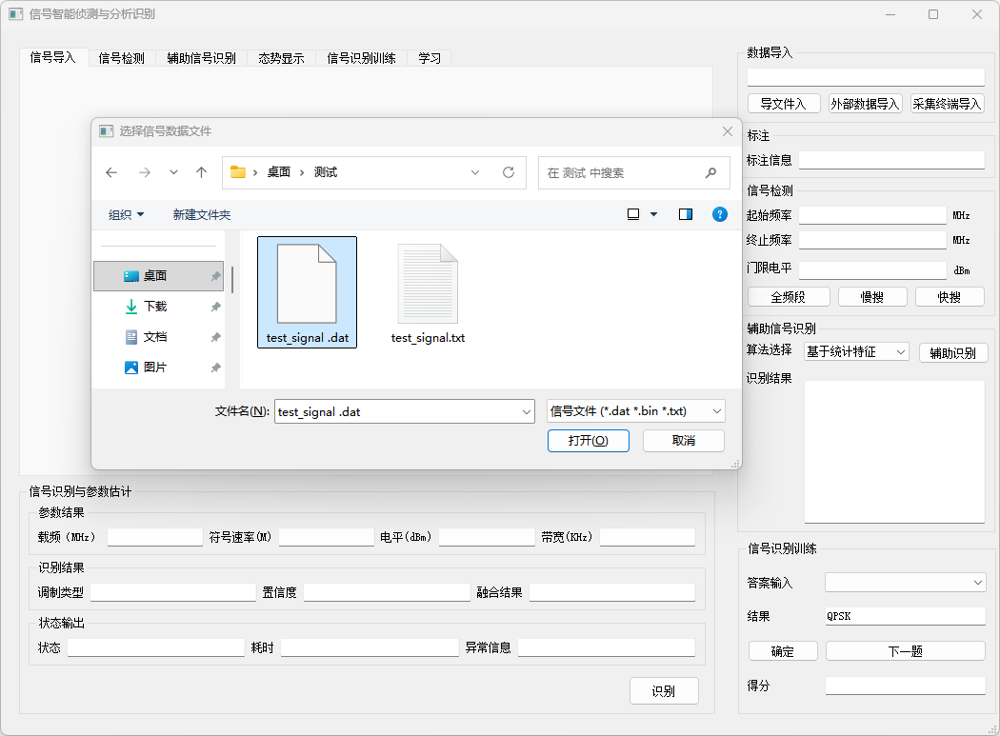 信号智能侦测与分析识别
信号导入 信号检测 辅助信号识别 态势显示 信号识别训练 学习
选择信号数据文件
桌面 › 测试
在 测试 中搜索
组织 新建文件夹
桌面
下载
文档
图片
test_signal .dat
test_signal.txt
文件名(N): test_signal .dat
信号文件 (*.dat *.bin *.txt)
打开(O) 取消
信号识别与参数估计
参数结果
载频（MHz） 符号速率(M) 电平(dBm) 带宽(KHz)
识别结果
调制类型 置信度 融合结果
状态输出
状态 耗时 异常信息
识别
数据导入
导文件入 外部数据导入 采集终端导入
标注
标注信息
信号检测
起始频率 MHz
终止频率 MHz
门限电平 dBm
全频段 慢搜 快搜
辅助信号识别
算法选择 基于统计特征 辅助识别
识别结果
信号识别训练
答案输入
结果 QPSK
确定 下一题
得分